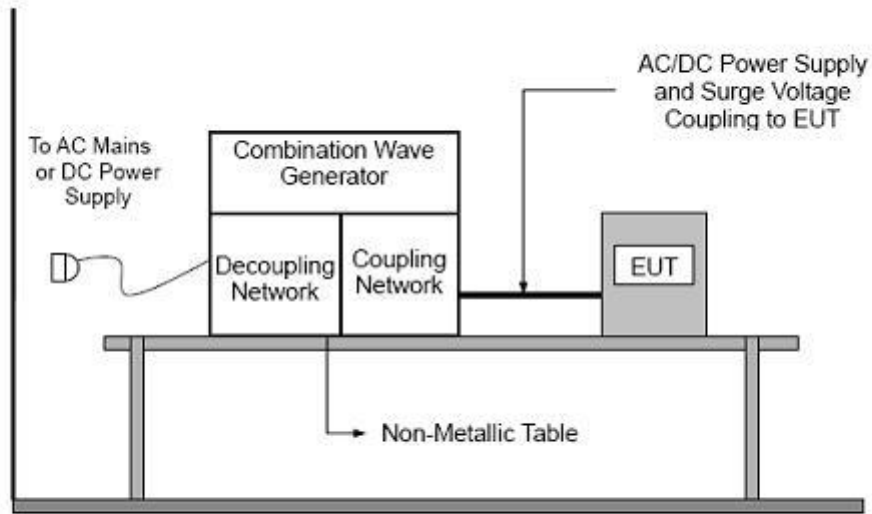 AC/DC Power Supply
and Surge Voltage
Coupling to EUT
To AC Mains
or DC Power
Supply
Combination Wave
Generator
Decoupling
Network
Coupling
Network
EUT
Non-Metallic Table